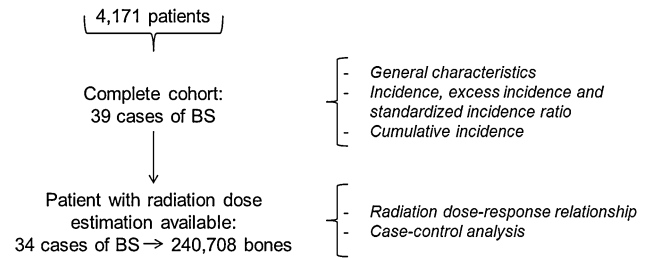 4,171 patients
Complete cohort:
39 cases of BS
- General characteristics
- Incidence, excess incidence and
standardized incidence ratio
- Cumulative incidence
Patient with radiation dose
estimation available:
34 cases of BS → 240,708 bones
- Radiation dose-response relationship
- Case-control analysis